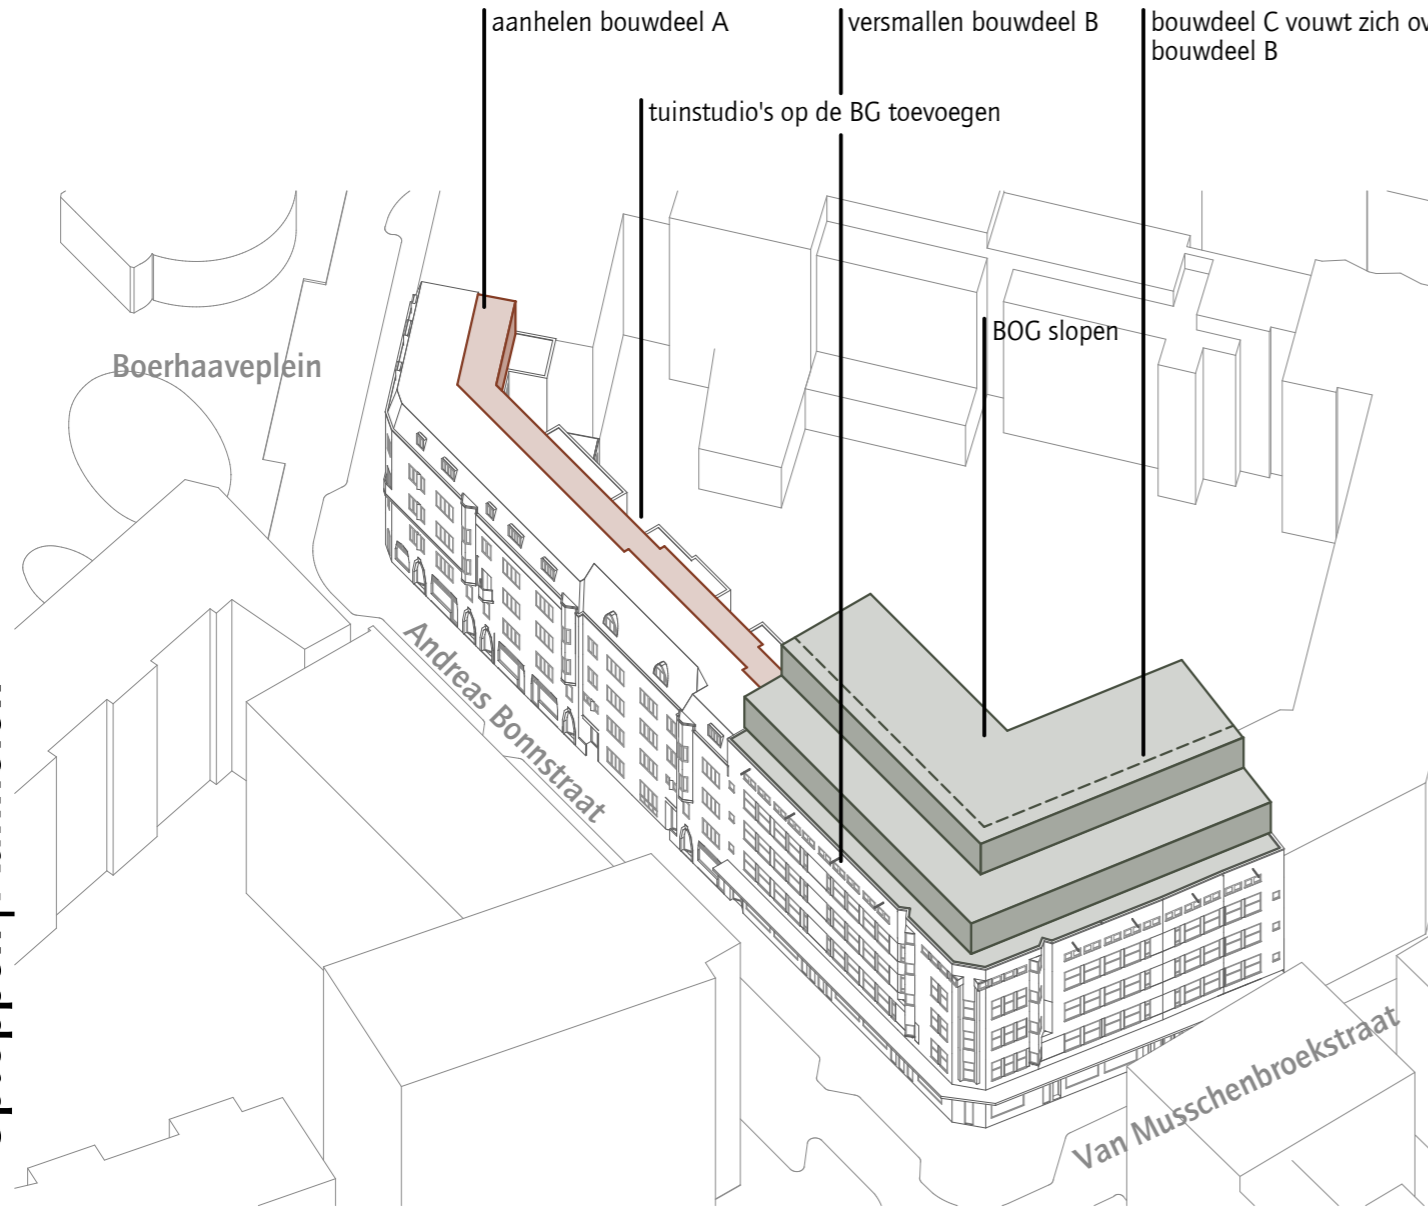 aanhelen bouwdeel A
versmallen bouwdeel B
bouwdeel C vouwt zich
bouwdeel B
tuinstudio's op de BG toevoegen
BOG slopen
Boerhaaveplein
Andreas Bonnstraat
Van Musschenbroekstraat